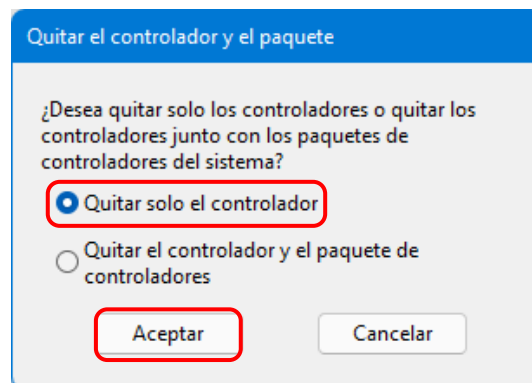 Quitar el controlador y el paquete
¿Desea quitar solo los controladores o quitar los
controladores junto con los paquetes de
controladores del sistema?
Quitar solo el controlador
Quitar el controlador y el paquete de
controladores
Aceptar
Cancelar